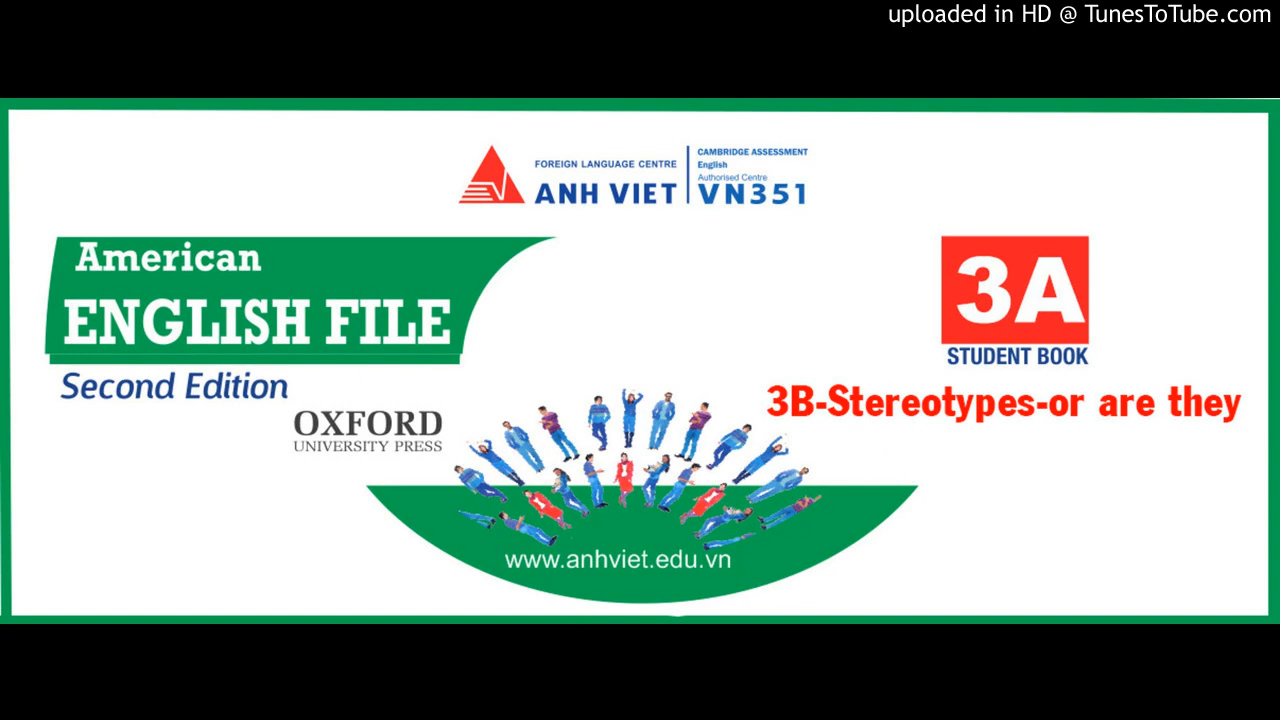 uploaded in HD @ TunesToTube.com
FOREIGN LANGUAGE CENTRE
ANH VIET
CAMBRIDGE ASSESSMENT
English
Authorised Centre
VN351
American
ENGLISH FILE
Second Edition
OXFORD
UNIVERSITY PRESS
3A
STUDENT BOOK
3B-Stereotypes-or are they
www.anhviet.edu.vn